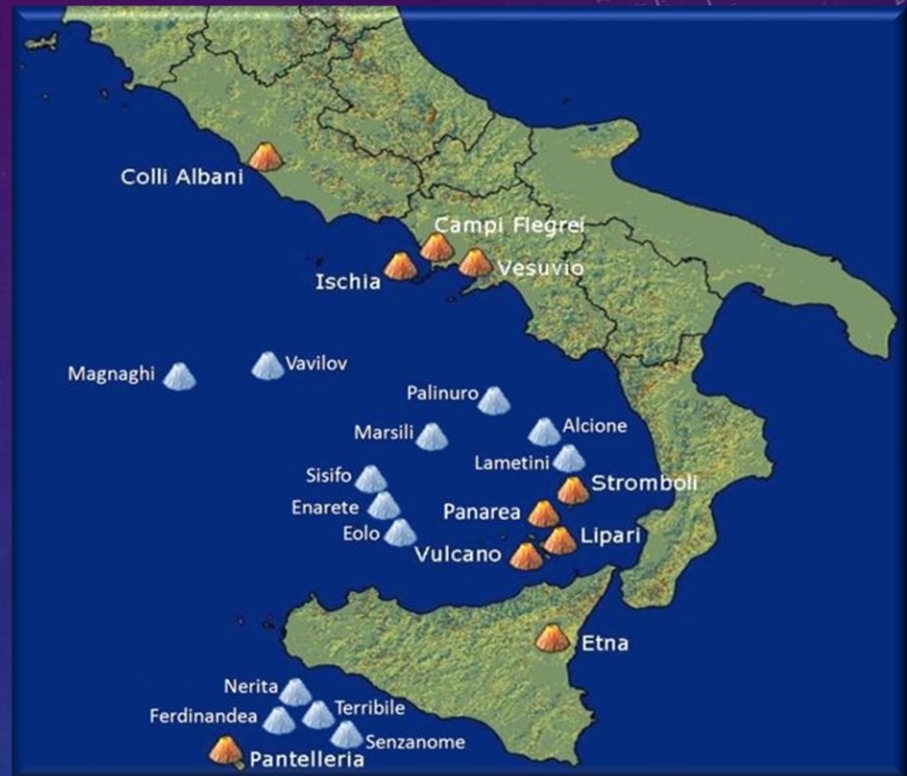 Colli Albani
Campi Flegrei
Ischia
Vesuvio
Magnaghi
Vavilov
Palinuro
Marsili
Alcione
Lametini
Sisifo
Stromboli
Enarete
Panarea
Eolo
Lipari
Vulcano
Etna
Nerita
Terribile
Ferdinandea
Senzanome
Pantelleria